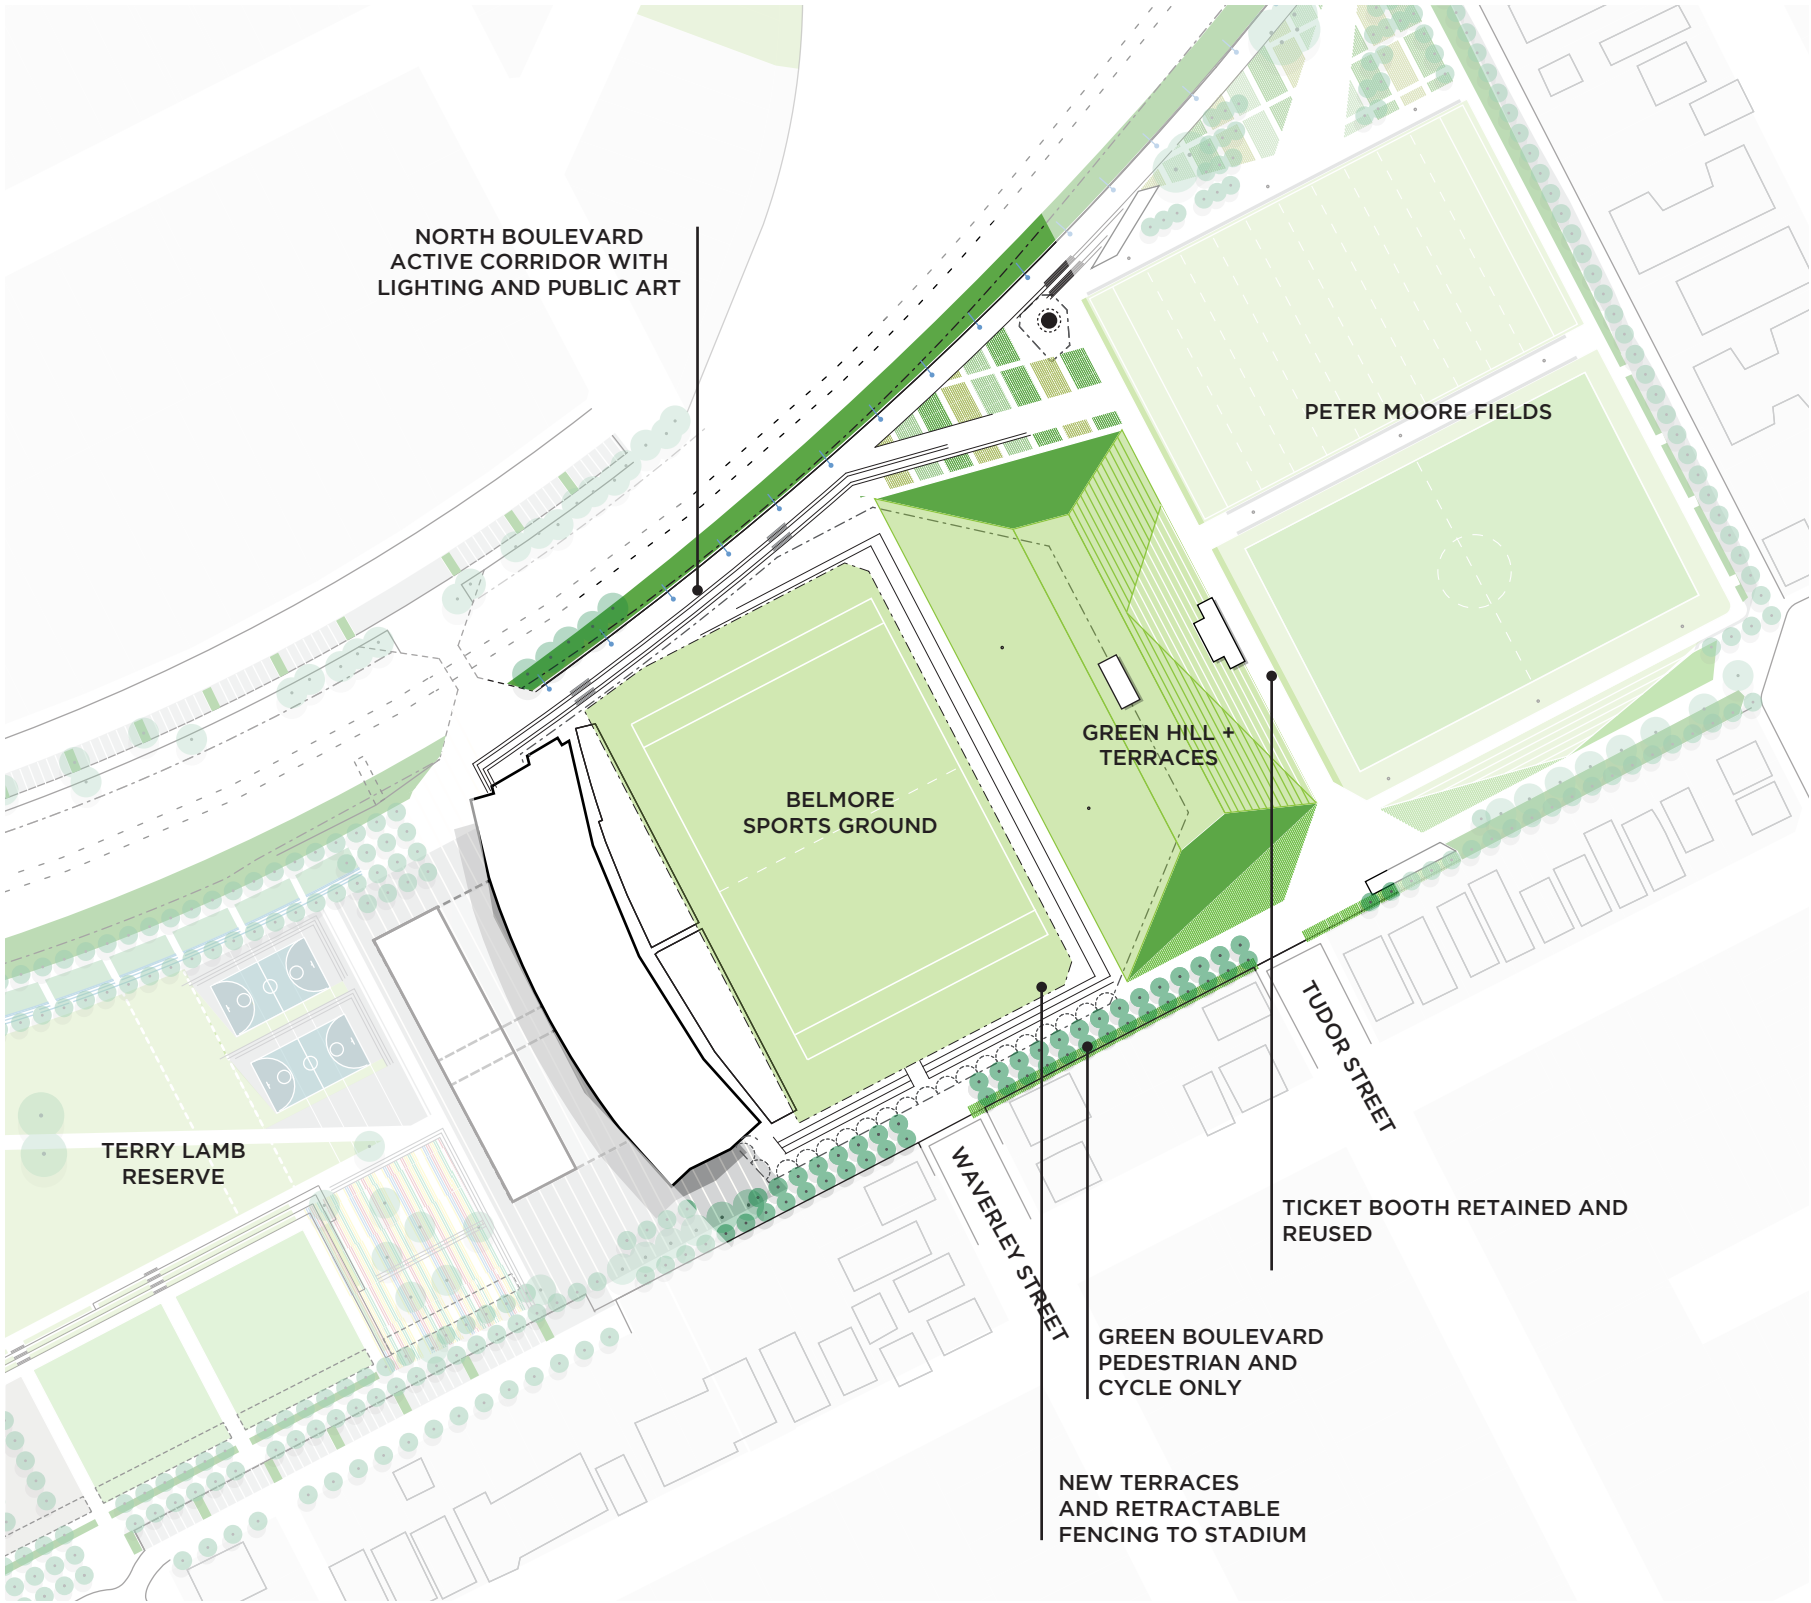 NORTH BOULEVARD
ACTIVE CORRIDOR WITH
LIGHTING AND PUBLIC ART
PETER MOORE FIELDS
GREEN HILL +
TERRACES
BELMORE
SPORTS GROUND
TERRY LAMB
RESERVE
TUDOR STREET
WAVERLEY STREET
TICKET BOOTH RETAINED AND
REUSED
GREEN BOULEVARD
PEDESTRIAN AND
CYCLE ONLY
NEW TERRACES
AND RETRACTABLE
FENCING TO STADIUM